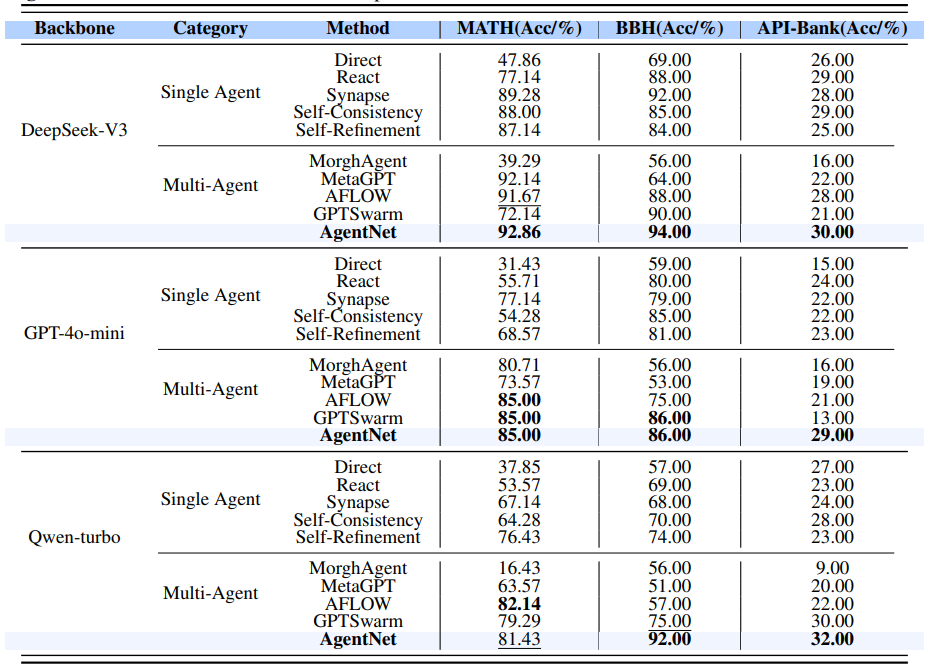 Backbone Category Method MATH(Acc/%) BBH(Acc/%) API-Bank(Acc/%)
Direct 47.86 69.00 26.00
React 77.14 88.00 29.00
Single Agent Synapse 89.28 92.00 28.00
Self-Consistency 88.00 85.00 29.00
DeepSeek-V3 Self-Refinement 87.14 84.00 25.00
MorghAgent 39.29 56.00 16.00
MetaGPT 92.14 64.00 22.00
Multi-Agent AFLOW 91.67 88.00 28.00
GPTSwarm 72.14 90.00 21.00
AgentNet 92.86 94.00 30.00
Direct 31.43 59.00 15.00
React 55.71 80.00 24.00
Single Agent Synapse 77.14 79.00 22.00
Self-Consistency 54.28 85.00 22.00
GPT-4o-mini Self-Refinement 68.57 81.00 23.00
MorghAgent 80.71 56.00 16.00
MetaGPT 73.57 53.00 19.00
Multi-Agent AFLOW 85.00 75.00 21.00
GPTSwarm 85.00 86.00 13.00
AgentNet 85.00 86.00 29.00
Direct 37.85 57.00 27.00
React 53.57 69.00 23.00
Single Agent Synapse 67.14 68.00 24.00
Self-Consistency 64.28 70.00 28.00
Qwen-turbo Self-Refinement 76.43 74.00 23.00
MorghAgent 16.43 56.00 9.00
MetaGPT 63.57 51.00 20.00
Multi-Agent AFLOW 82.14 57.00 22.00
GPTSwarm 79.29 75.00 30.00
AgentNet 81.43 92.00 32.00